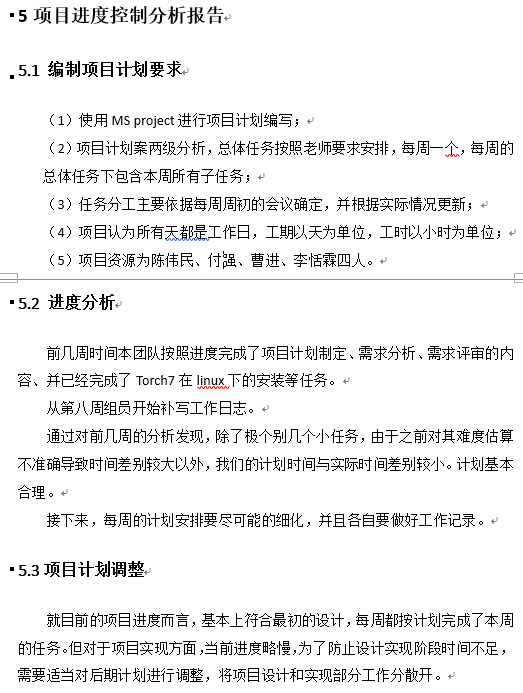 5 项目进度控制分析报告
5.1 编制项目计划要求
（1）使用 MS project 进行项目计划编写；
（2）项目计划案两级分析，总体任务按照老师要求安排，每周一个，每周的
总体任务下包含本周所有子任务；
（3）任务分工主要依据每周周初的会议确定，并根据实际情况更新；
（4）项目认为所有天都是工作日，工期以天为单位，工时以小时为单位；
（5）项目资源为陈伟民、付强、曹进、李恬霖四人。
5.2 进度分析
前几周时间本团队按照进度完成了项目计划制定、需求分析、需求评审的内
容、并已经完成了 Torch7 在 linux 下的安装等任务。
从第八周组员开始补写工作日志。
通过对前几周的分析发现，除了极个别几个小任务，由于之前对其难度估算
不准确导致时间差别较大以外，我们的计划时间与实际时间差别较小。计划基本
合理。
接下来，每周的计划安排要尽可能的细化，并且各自要做好工作记录。
5.3 项目计划调整
就目前的项目进度而言，基本上符合最初的设计，每周都按计划完成了本周
的任务。但对于项目实现方面，当前进度略慢，为了防止设计实现阶段时间不足，
需要适当对后期计划进行调整，将项目设计和实现部分工作分散开。